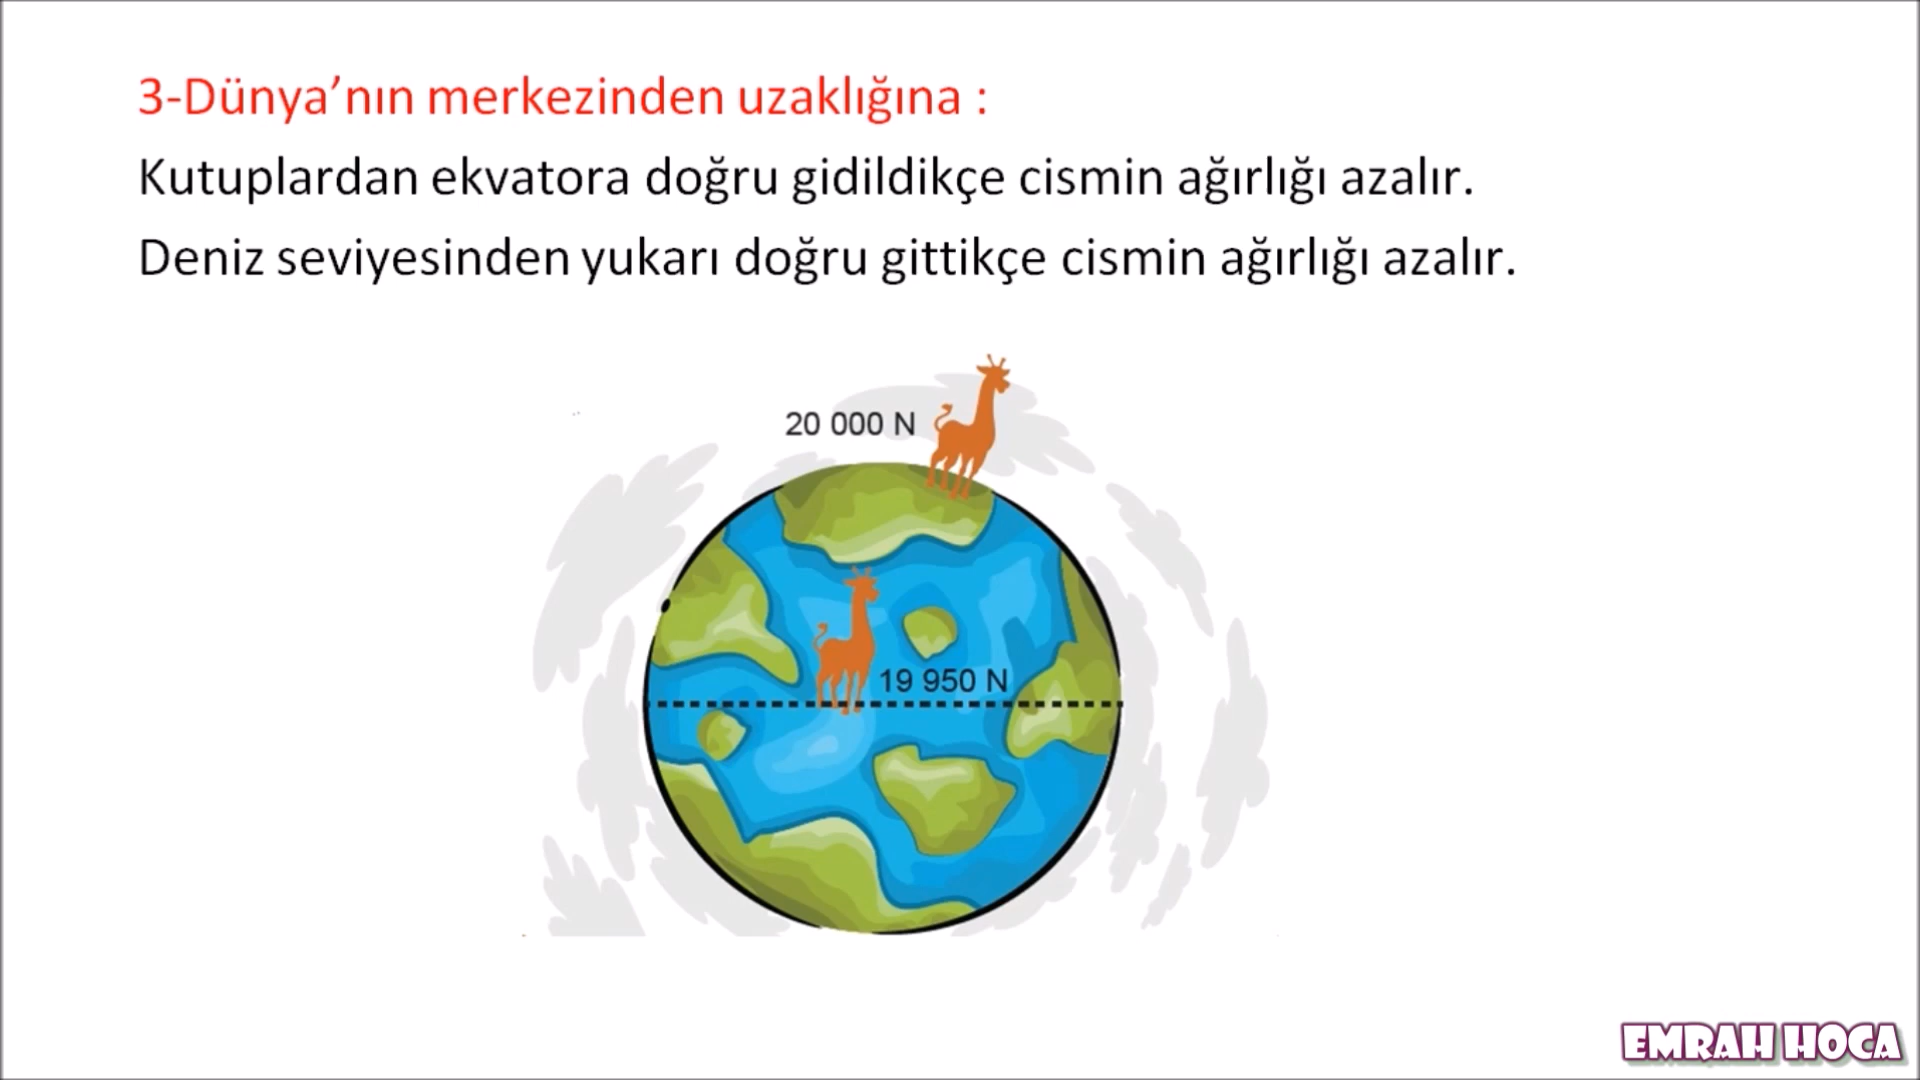 3-Dünya’nın merkezinden uzaklığına :
Kutuplardan ekvatora doğru gidildikçe cismin ağırlığı azalır.
Deniz seviyesinden yukarı doğru gittikçe cismin ağırlığı azalır.
20 000 N
19 950 N
EMRAH HOCA